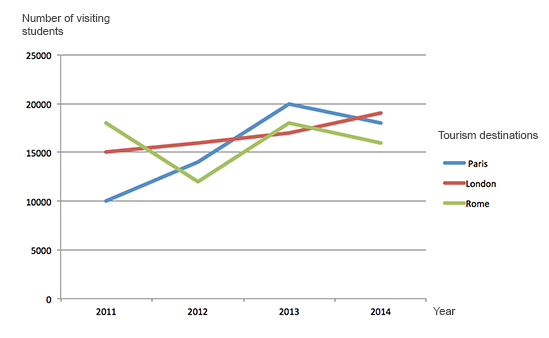 Number of visiting
students
25000
20000
15000
10000
5000
0
2011 2012 2013 2014 Year
Tourism destinations
Paris
London
Rome